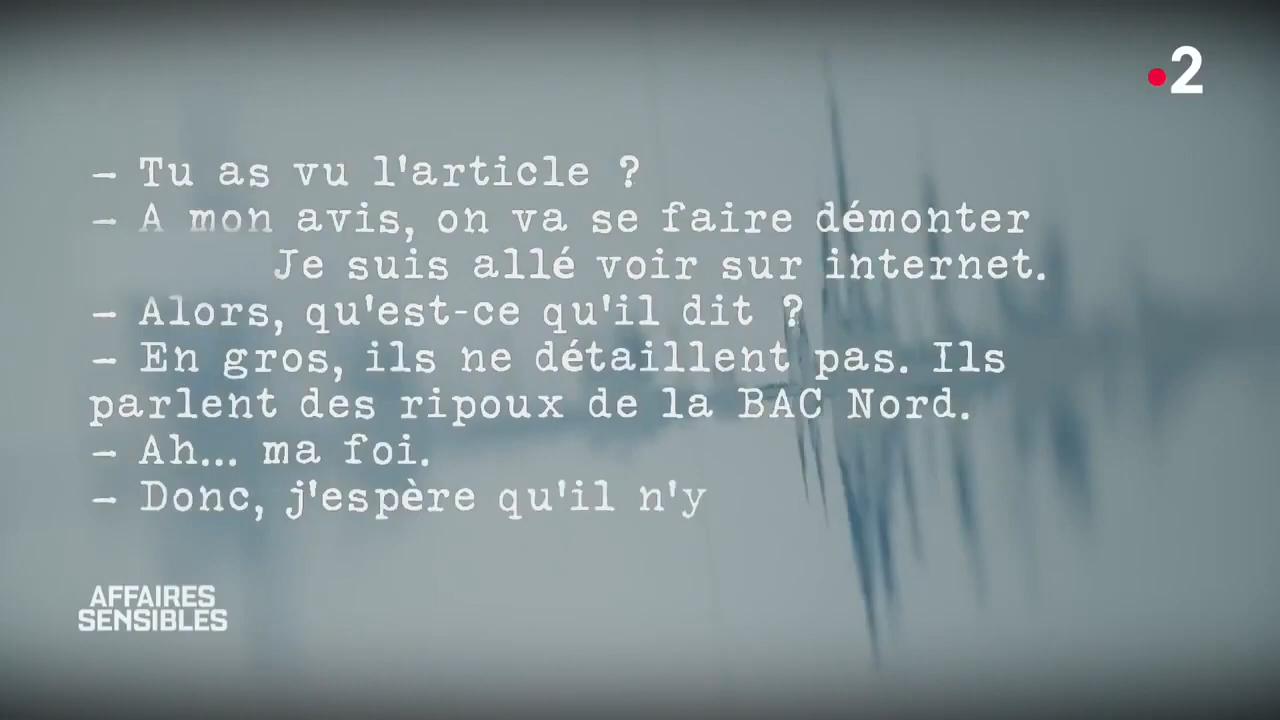 2
– Tu as vu l'article ?
– A mon avis, on va se faire démonter
Je suis allé voir sur internet.
– Alors, qu'est-ce qu'il dit ?
– En gros, ils ne détaillent pas. Ils
parlent des ripoux de la BAC Nord.
– Ah... ma foi.
– Donc, j'espère qu'il n'y
AFFAIRES
SENSIBLES